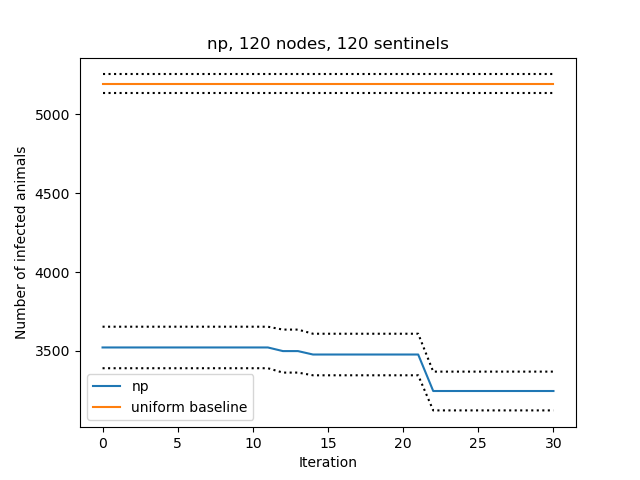 np, 120 nodes, 120 sentinels
Number of infected animals
5000
4500
4000
3500
np
uniform baseline
0 5 10 15 20 25 30
Iteration